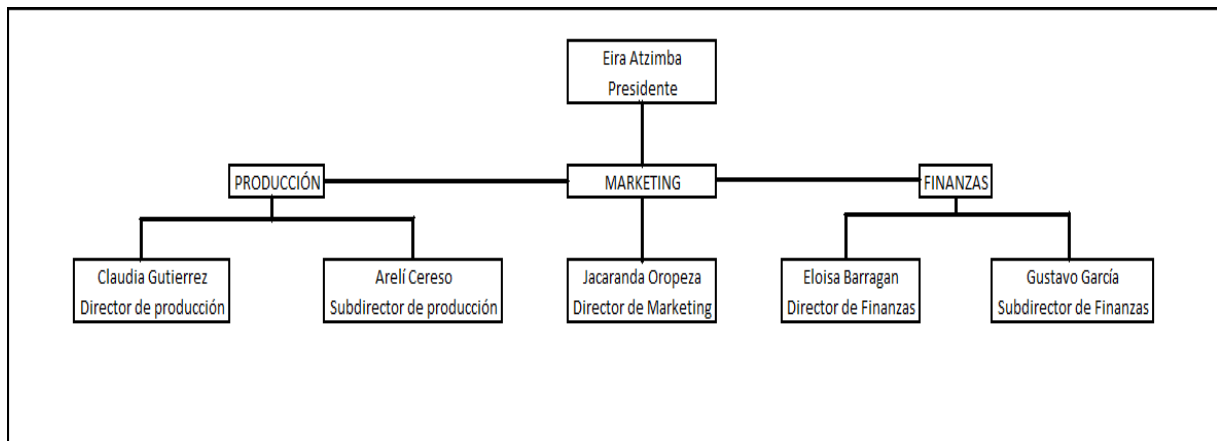 Eira Atzimba
Presidente
PRODUCCIÓN
MARKETING
FINANZAS
Claudia Gutierrez
Director de producción
Arelí Cereso
Subdirector de producción
Jacaranda Oropeza
Director de Marketing
Eloisa Barragan
Director de Finanzas
Gustavo García
Subdirector de Finanzas